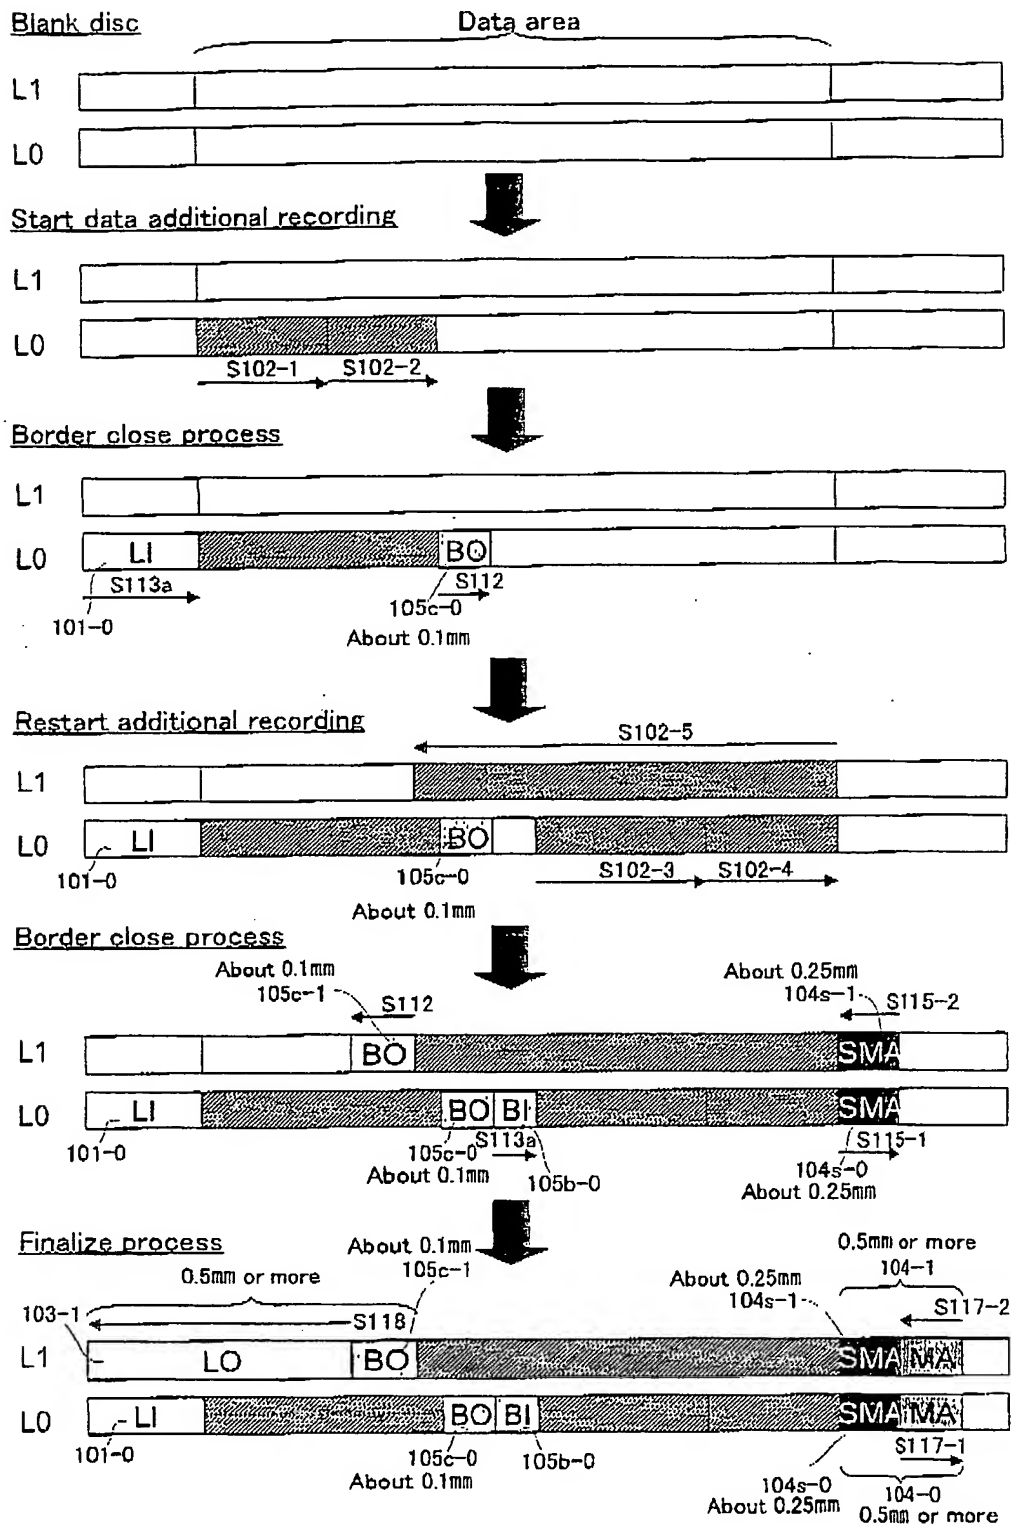 Blank disc
Data area
L1
L0
Start data additional recording
L1
L0
S102-1
S102-2
Border close process
L1
L0
LI
BO
S113a
S112
101-0
105c-0
About 0.1mm
Restart additional recording
S102-5
L1
L0
LI
BO
101-0
105c-0
S102-3
S102-4
About 0.1mm
Border close process
About 0.1mm
105c-1
S112
About 0.25mm
104s-1
S115-2
L1
BO
SMA
L0
LI
BO
BI
SMA
101-0
105c-0
S113a
About 0.1mm
105b-0
S115-1
104s-0
About 0.25mm
Finalize process
About 0.1mm
105c-1
0.5mm or more
0.5mm or more
104-1
About 0.25mm
104s-1
103-1
S118
S117-2
L1
LO
BO
SMA
MA
L0
LI
BO
BI
SMA
MA
101-0
105c-0
105b-0
About 0.1mm
S117-1
104s-0
About 0.25mm
104-0
0.5mm or more